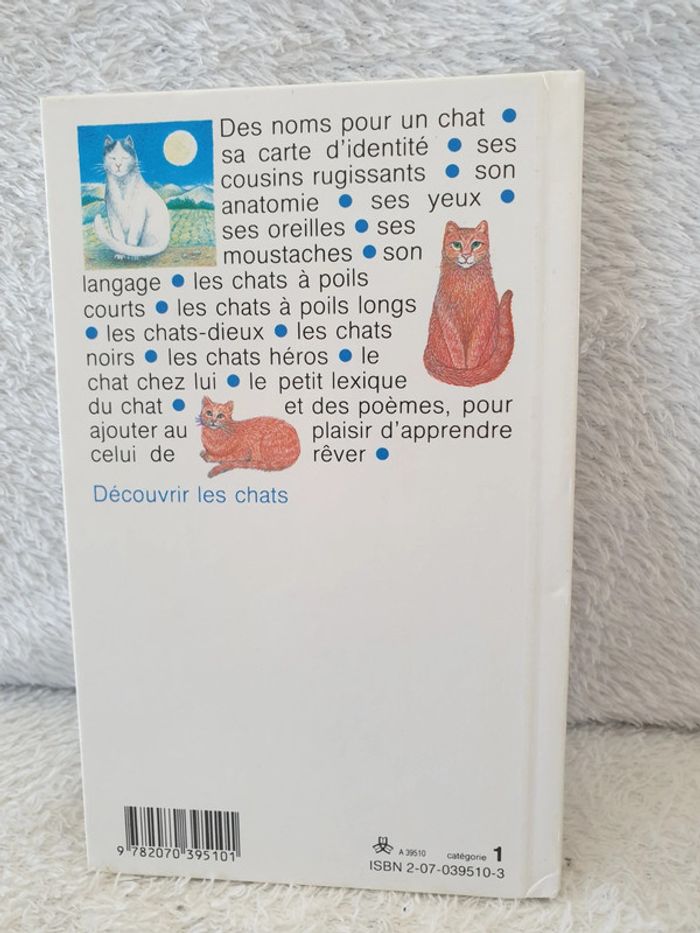 Des noms pour un chat •
sa carte d'identité • ses
cousins rugissants • son
anatomie • ses yeux •
ses oreilles • ses
moustaches • son
langage • les chats à poils
courts • les chats à poils longs
• les chats-dieux • les chats
noirs • les chats héros • le
chat chez lui • le petit lexique
du chat • et des poèmes, pour
ajouter au plaisir d'apprendre
celui de rêver •
Découvrir les chats
9 782070 395101
A 39510 catégorie 1
ISBN 2-07-039510-3